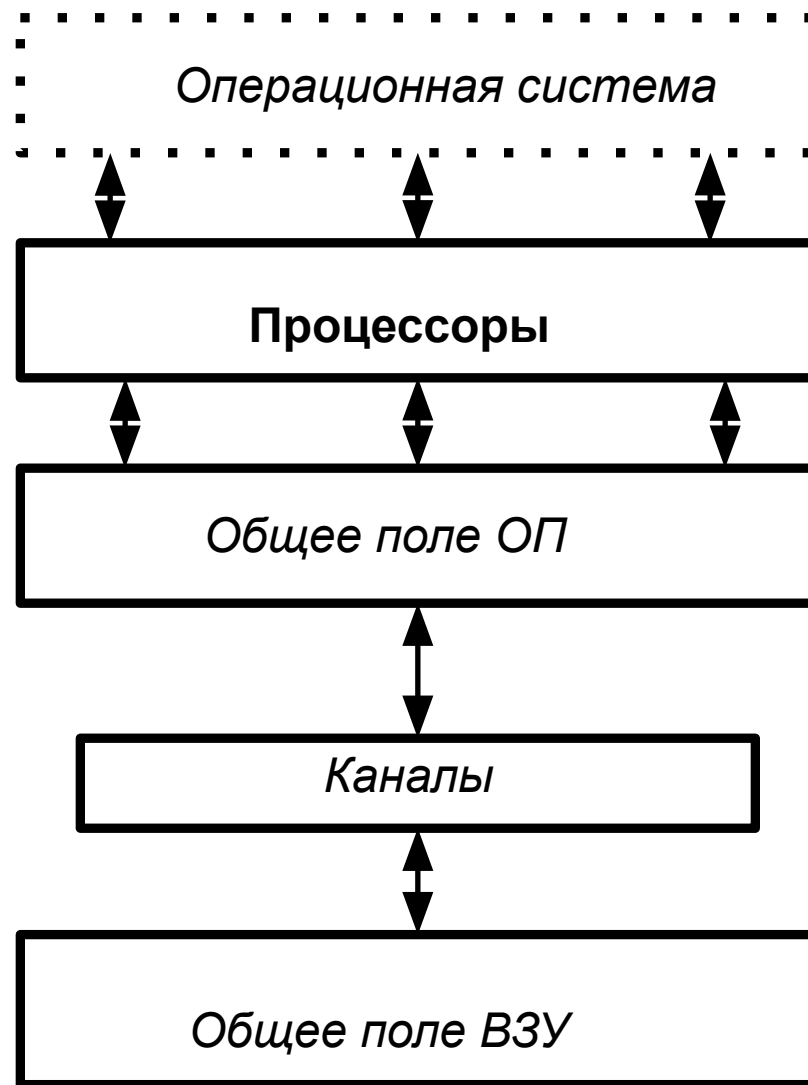 Операционная система
Процессоры
Общее поле ОП
Каналы
Общее поле ВЗУ